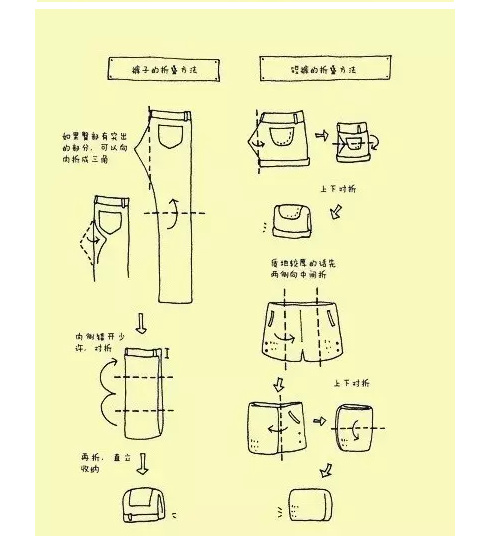 裤子的折叠方法
短裤的折叠方法
如果臀部有突出
的部分，可以向
内折成三角
内侧错开少
许，对折
再折，直立
收纳
上下对折
质地较厚的话先
两侧向中间折
上下对折